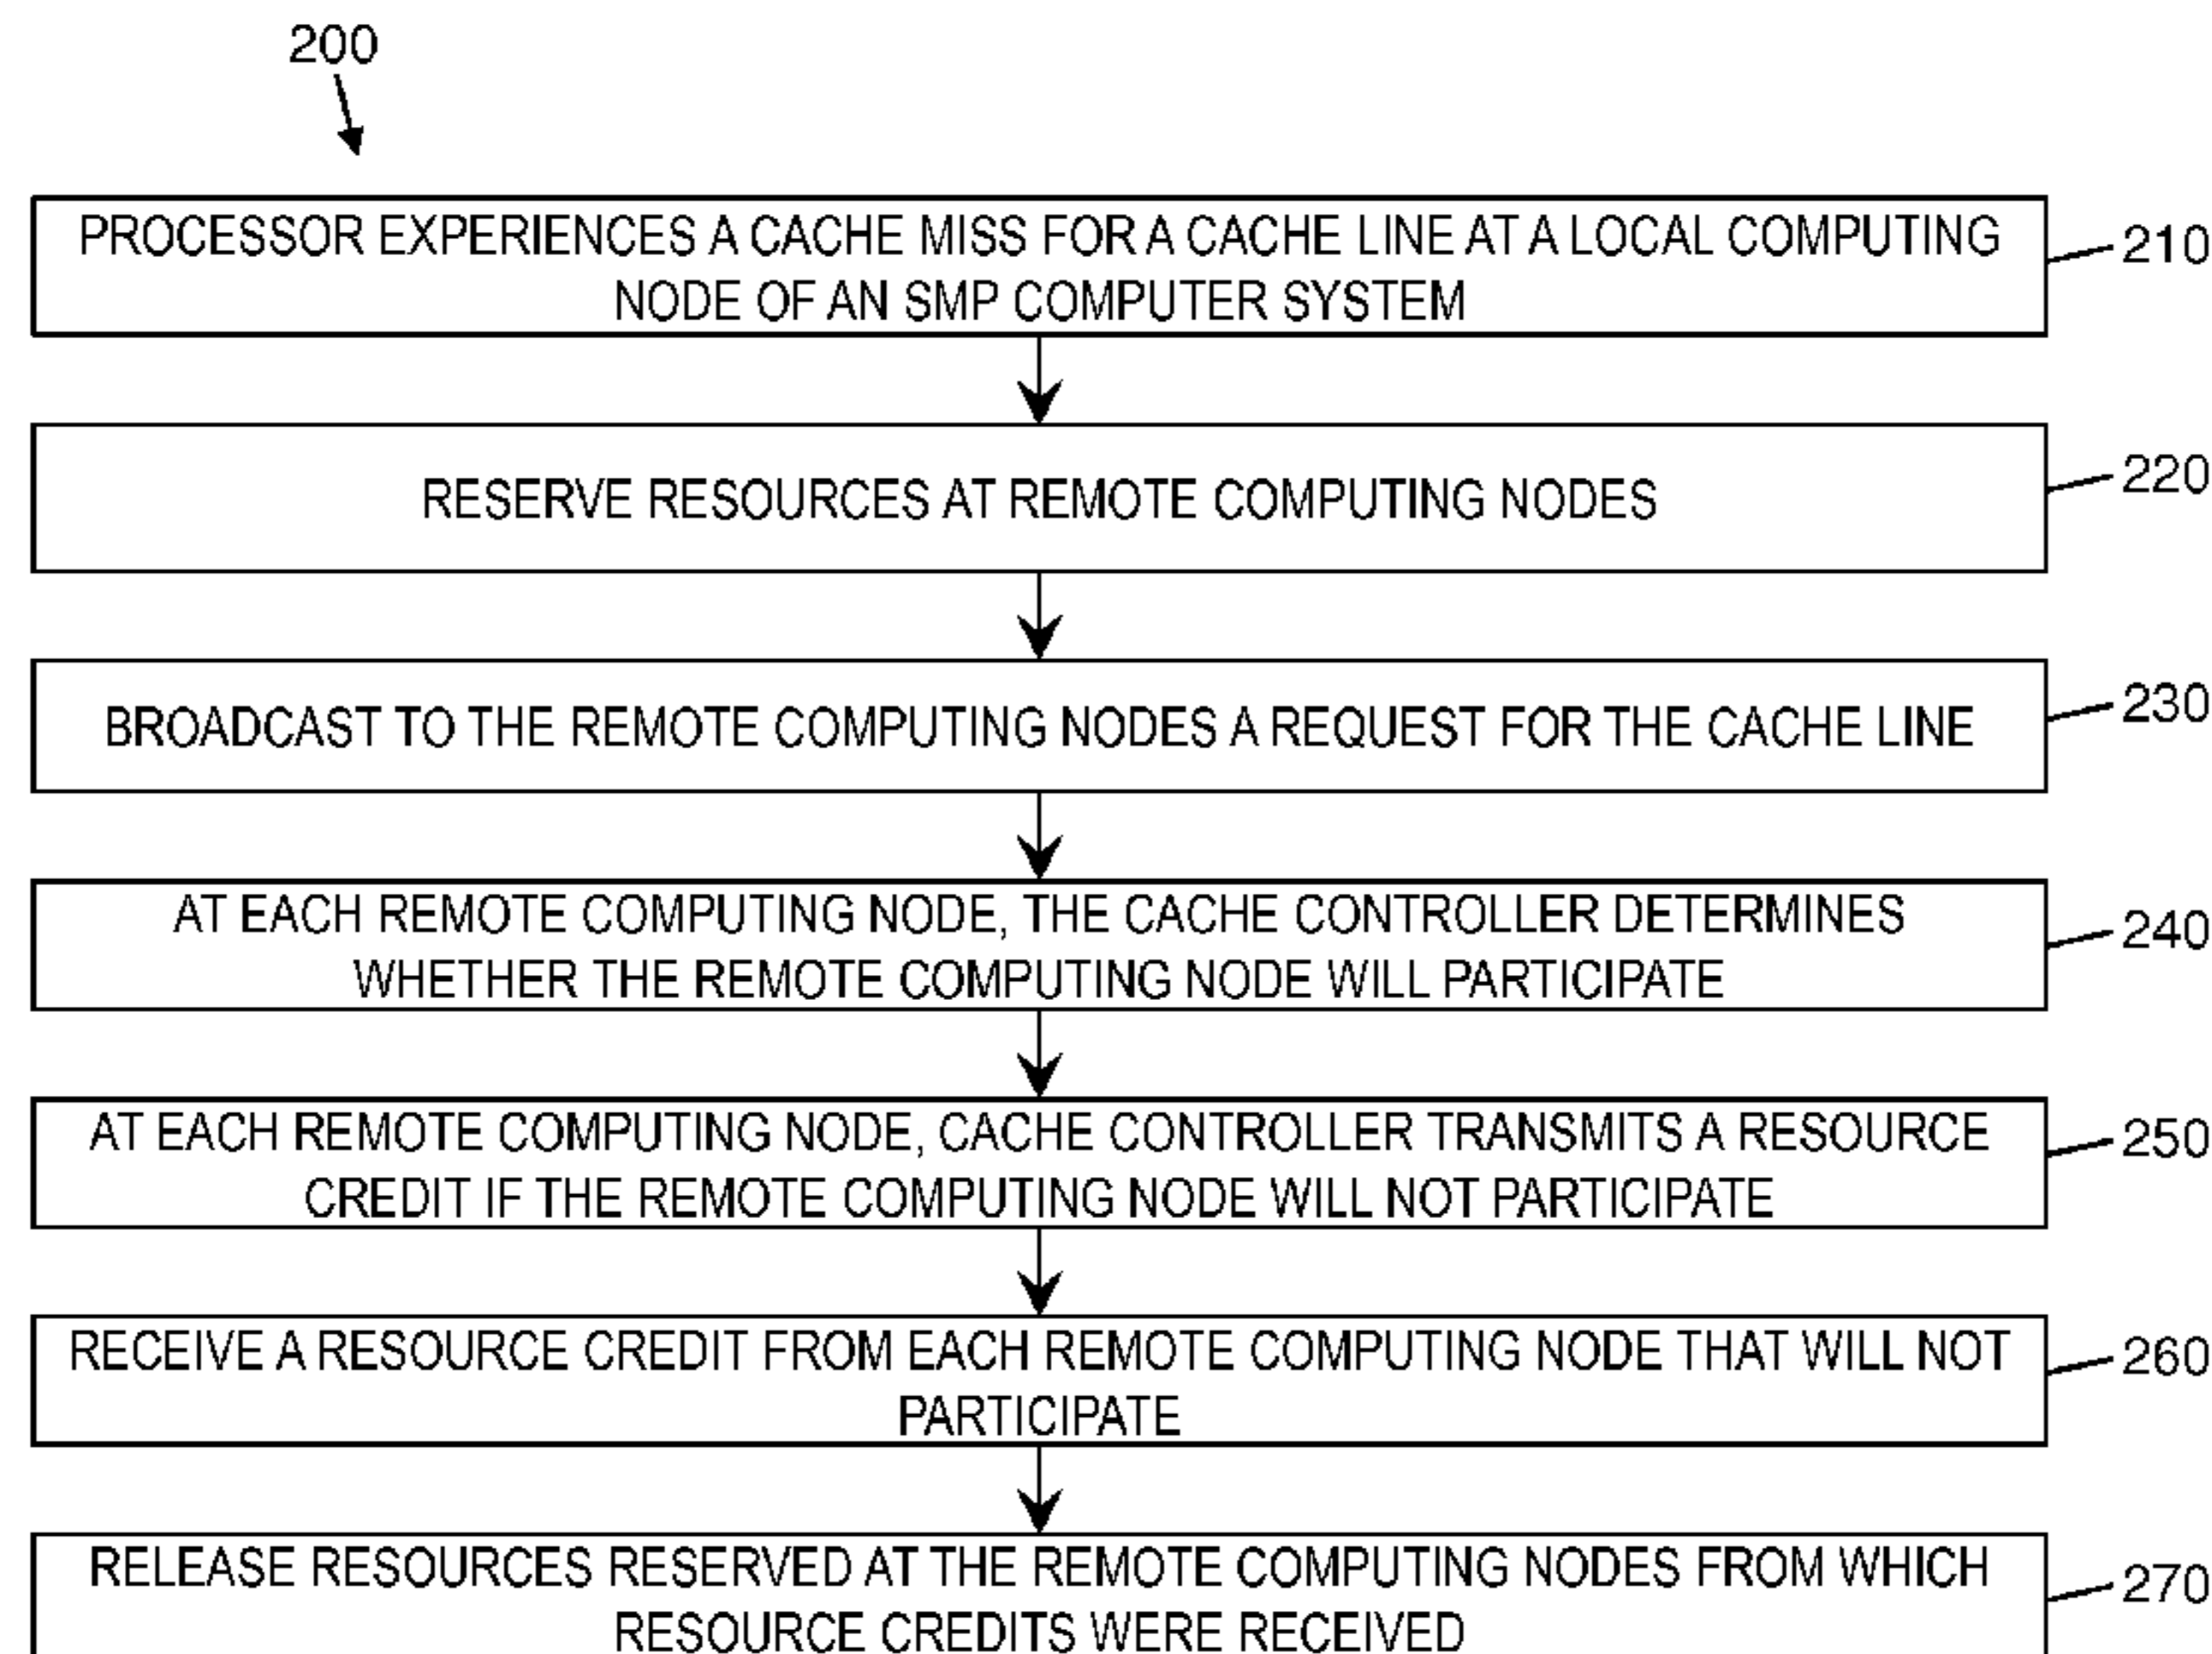 200
PROCESSOR EXPERIENCES A CACHE MISS FOR A CACHE LINE AT A LOCAL COMPUTING
NODE OF AN SMP COMPUTER SYSTEM
210
RESERVE RESOURCES AT REMOTE COMPUTING NODES
220
BROADCAST TO THE REMOTE COMPUTING NODES A REQUEST FOR THE CACHE LINE
230
AT EACH REMOTE COMPUTING NODE, THE CACHE CONTROLLER DETERMINES
WHETHER THE REMOTE COMPUTING NODE WILL PARTICIPATE
240
AT EACH REMOTE COMPUTING NODE, CACHE CONTROLLER TRANSMITS A RESOURCE
CREDIT IF THE REMOTE COMPUTING NODE WILL NOT PARTICIPATE
250
RECEIVE A RESOURCE CREDIT FROM EACH REMOTE COMPUTING NODE THAT WILL NOT
PARTICIPATE
260
RELEASE RESOURCES RESERVED AT THE REMOTE COMPUTING NODES FROM WHICH
RESOURCE CREDITS WERE RECEIVED
270